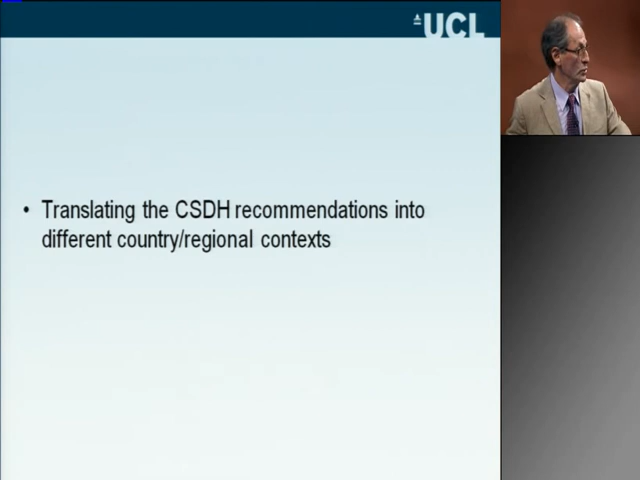 UCL
• Translating the CSDH recommendations into
different country/regional contexts